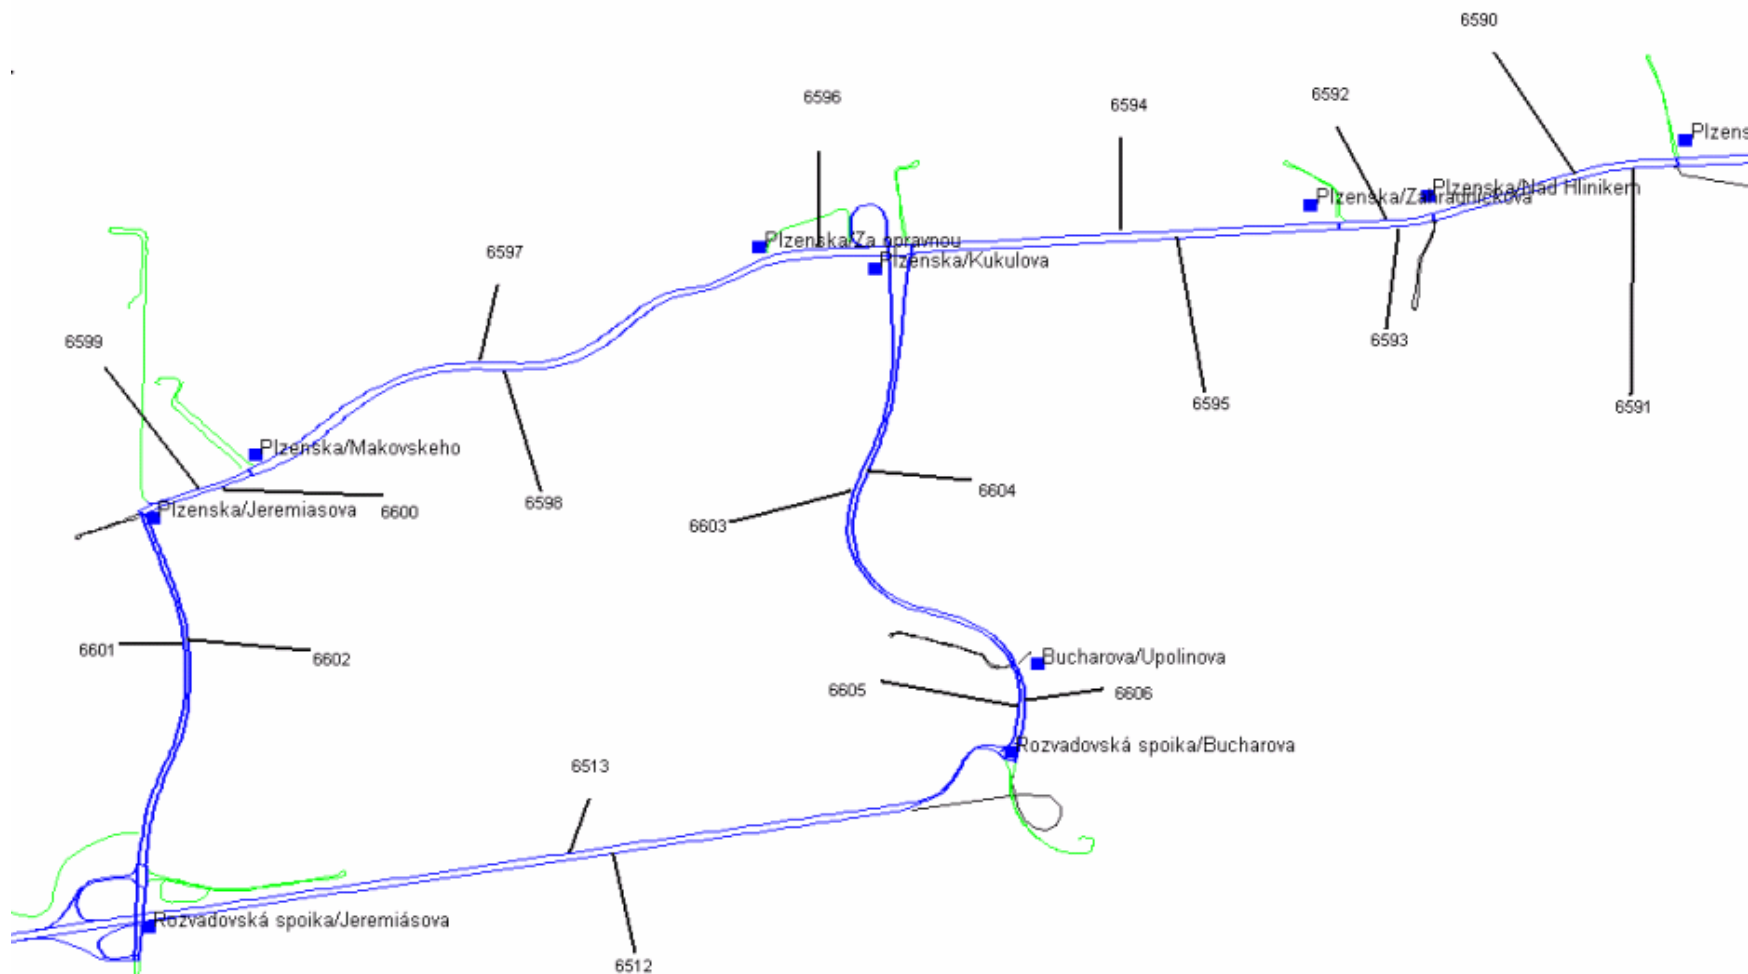 6590
6596
6594
6592
Plzens
Plzenska/Nad Hlinikem
Plzenska/Zahradnickova
Plzenska/Za opravnou
6597
Plzenska/Kukulova
6599
6593
6595
6591
Plzenska/Makovskeho
6604
6598
6600
Plzenska/Jeremiasova
6603
6601
6602
Bucharova/Upolinova
6605
6606
Rozvadovská spoika/Bucharova
6513
Rozvadovská spoika/Jeremiásova
6512